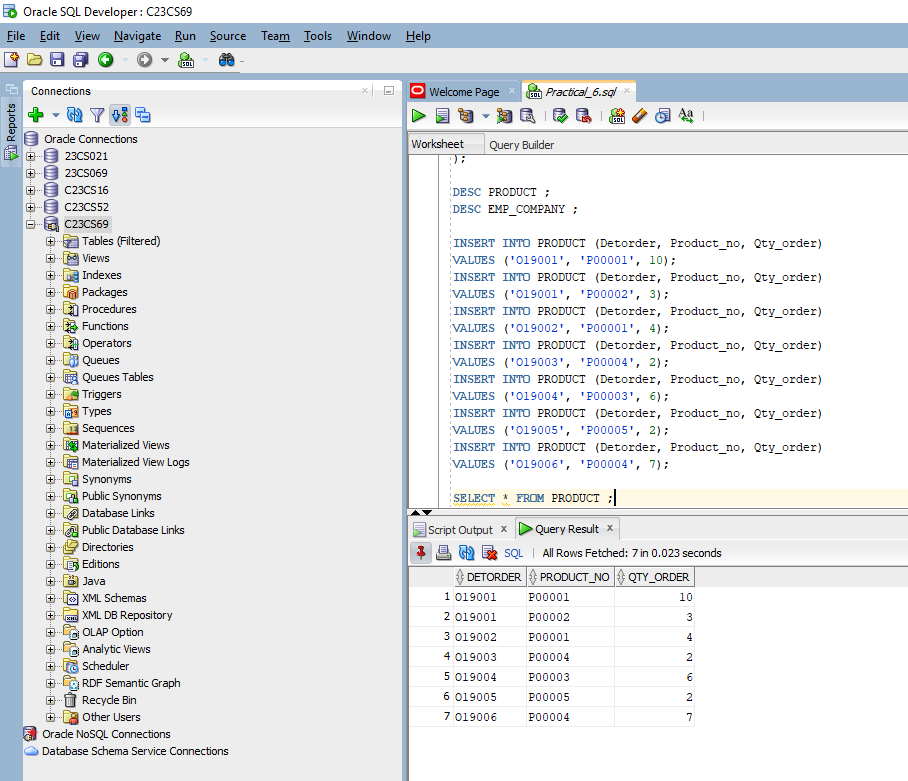 Oracle SQL Developer : C23CS69
File Edit View Navigate Run Source Team Tools Window Help
Reports
Connections
Oracle Connections
23CS021
23CS069
C23CS16
C23CS52
C23CS69
Tables (Filtered)
Views
Indexes
Packages
Procedures
Functions
Operators
Queues
Queues Tables
Triggers
Types
Sequences
Materialized Views
Materialized View Logs
Synonyms
Public Synonyms
Database Links
Public Database Links
Directories
Editions
Java
XML Schemas
XML DB Repository
OLAP Option
Analytic Views
Scheduler
RDF Semantic Graph
Recycle Bin
Other Users
Oracle NoSQL Connections
Database Schema Service Connections
Welcome Page Practical_6.sql
Worksheet Query Builder
);
DESC PRODUCT ;
DESC EMP_COMPANY ;
INSERT INTO PRODUCT (Detorder, Product_no, Qty_order)
VALUES ('O19001', 'P00001', 10);
INSERT INTO PRODUCT (Detorder, Product_no, Qty_order)
VALUES ('O19001', 'P00002', 3);
INSERT INTO PRODUCT (Detorder, Product_no, Qty_order)
VALUES ('O19002', 'P00001', 4);
INSERT INTO PRODUCT (Detorder, Product_no, Qty_order)
VALUES ('O19003', 'P00004', 2);
INSERT INTO PRODUCT (Detorder, Product_no, Qty_order)
VALUES ('O19004', 'P00003', 6);
INSERT INTO PRODUCT (Detorder, Product_no, Qty_order)
VALUES ('O19005', 'P00005', 2);
INSERT INTO PRODUCT (Detorder, Product_no, Qty_order)
VALUES ('O19006', 'P00004', 7);
SELECT * FROM PRODUCT ;
Script Output Query Result
SQL All Rows Fetched: 7 in 0.023 seconds
DETORDER PRODUCT_NO QTY_ORDER
1 O19001 P00001 10
2 O19001 P00002 3
3 O19002 P00001 4
4 O19003 P00004 2
5 O19004 P00003 6
6 O19005 P00005 2
7 O19006 P00004 7